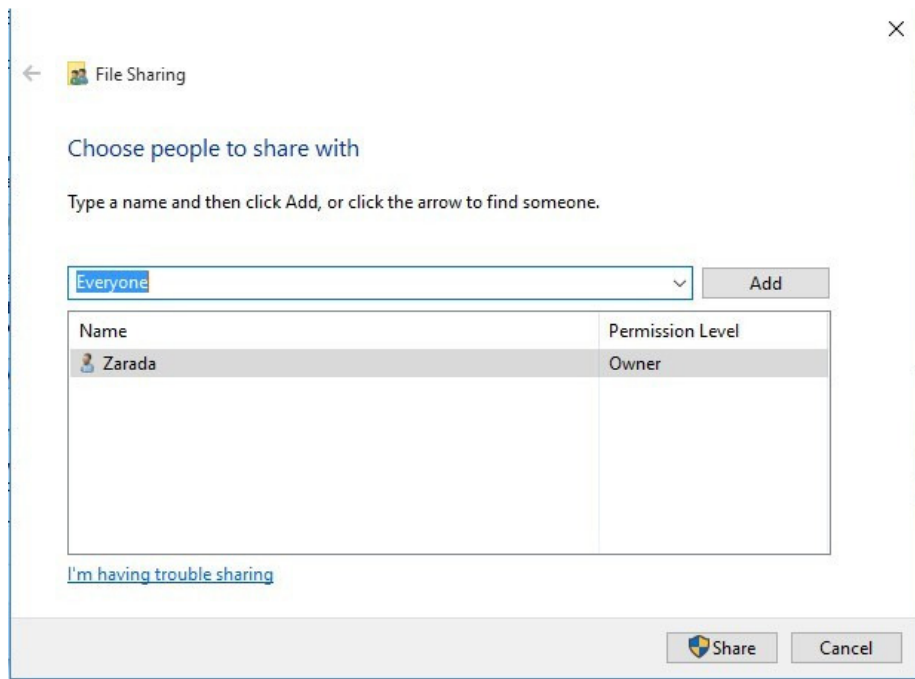 File Sharing
Choose people to share with
Type a name and then click Add, or click the arrow to find someone.
Everyone Add
Name Permission Level
Zarada Owner
I'm having trouble sharing
Share Cancel